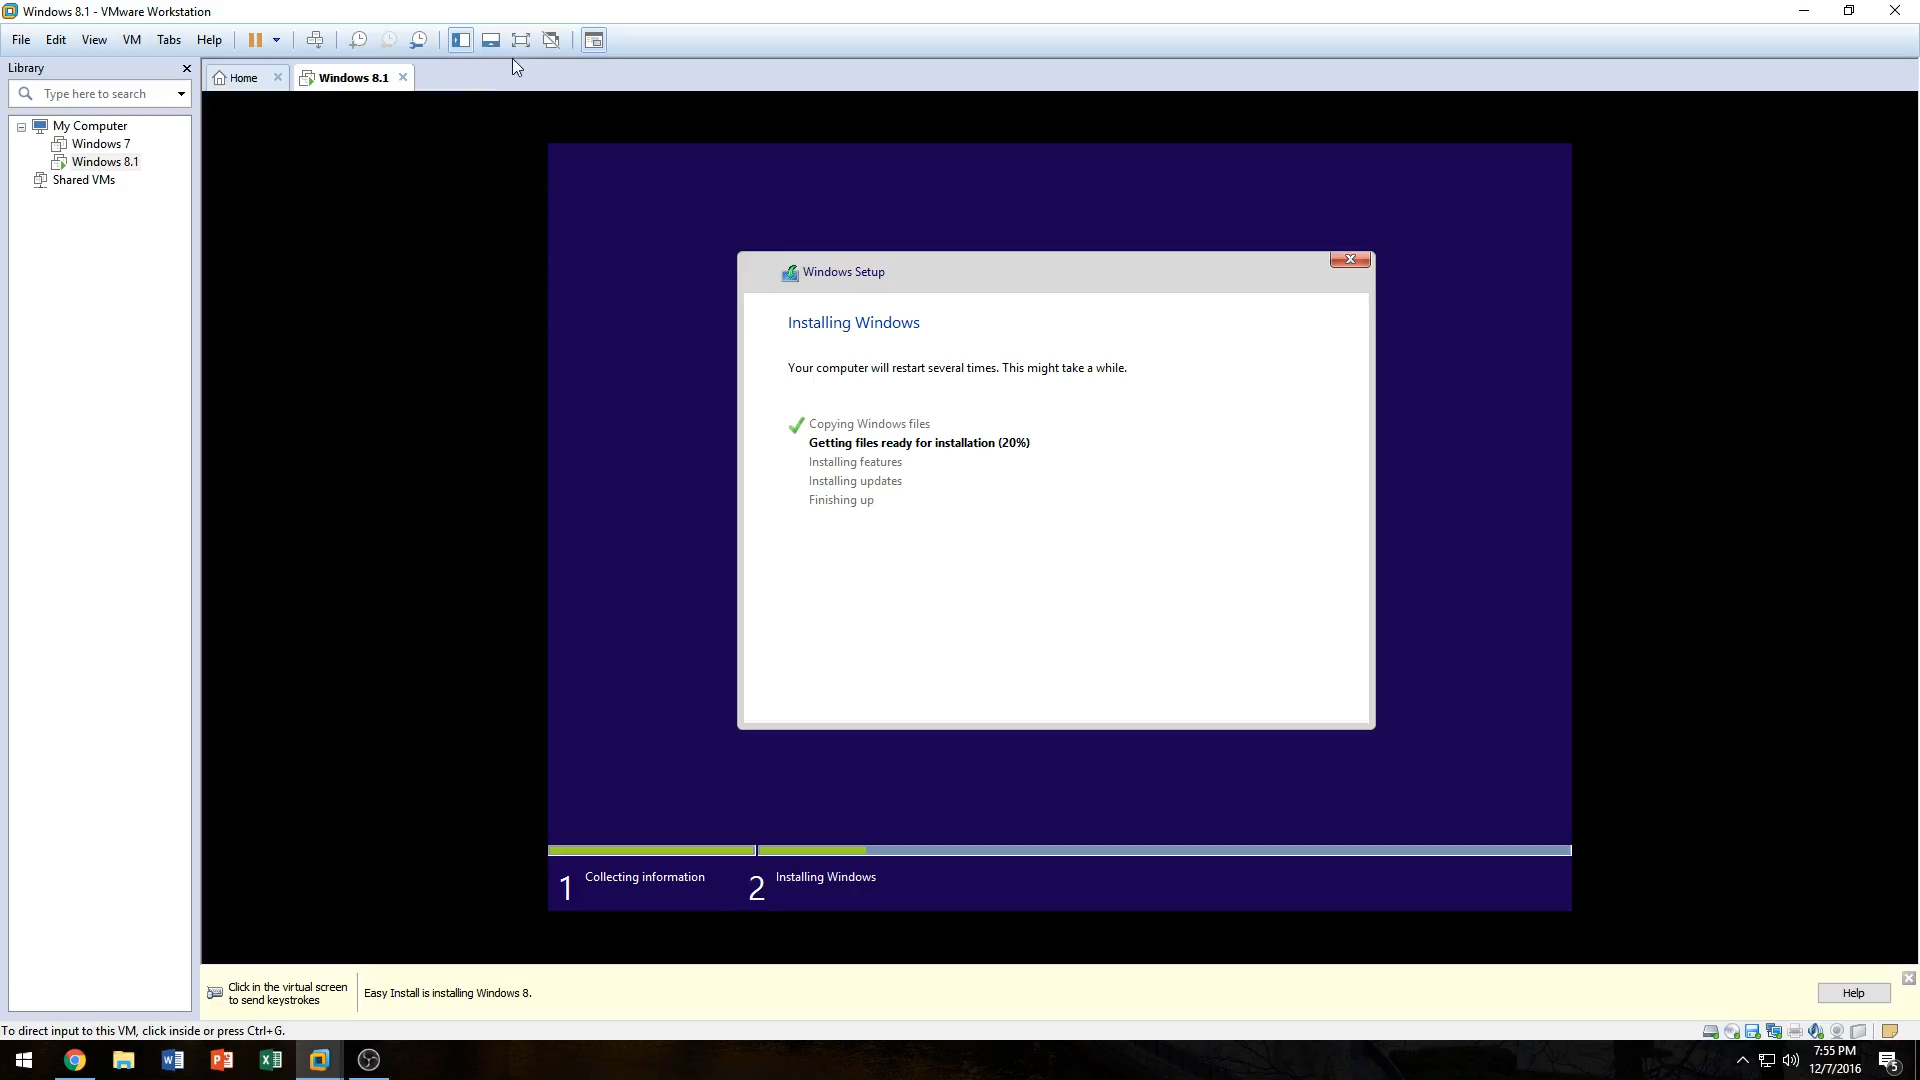 Windows 8.1 - VMware Workstation
File Edit View VM Tabs Help
Library
Home
Windows 8.1
Type here to search
My Computer
Windows 7
Windows 8.1
Shared VMs
Windows Setup
Installing Windows
Your computer will restart several times. This might take a while.
Copying Windows files
Getting files ready for installation (20%)
Installing features
Installing updates
Finishing up
1 Collecting information
2 Installing Windows
Click in the virtual screen
to send keystrokes
Easy Install is installing Windows 8.
Help
To direct input to this VM, click inside or press Ctrl+G.
7:55 PM
12/7/2016
5